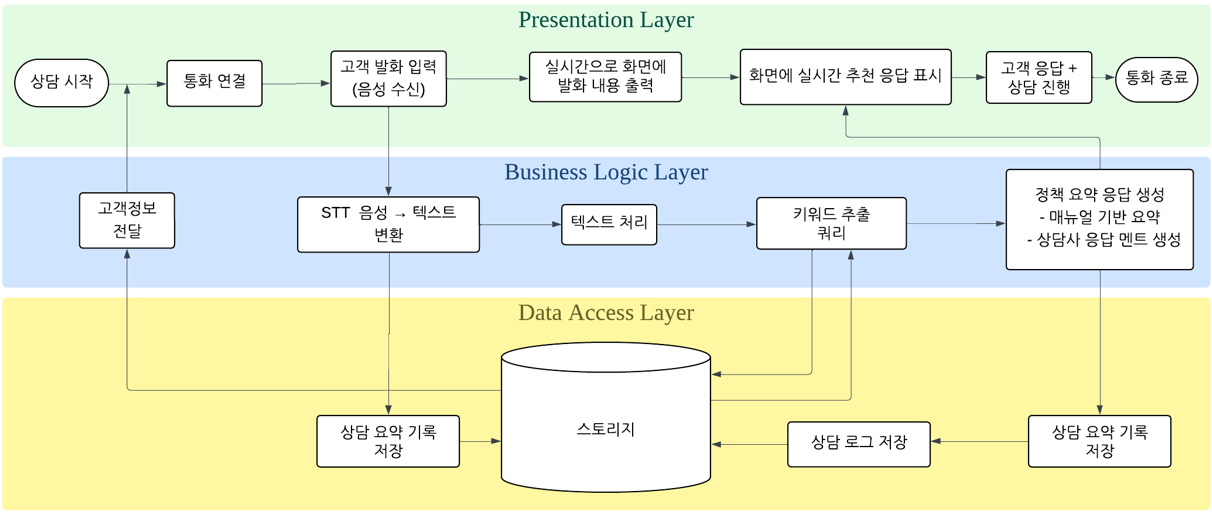 Presentation Layer
상담 시작
통화 연결
고객 발화 입력
(음성 수신)
실시간으로 화면에
발화 내용 출력
화면에 실시간 추천 응답 표시
고객 응답 +
상담 진행
통화 종료
Business Logic Layer
고객정보
전달
STT 음성 → 텍스트
변환
텍스트 처리
키워드 추출
쿼리
정책 요약 응답 생성
- 매뉴얼 기반 요약
- 상담사 응답 멘트 생성
Data Access Layer
상담 요약 기록
저장
스토리지
상담 로그 저장
상담 요약 기록
저장